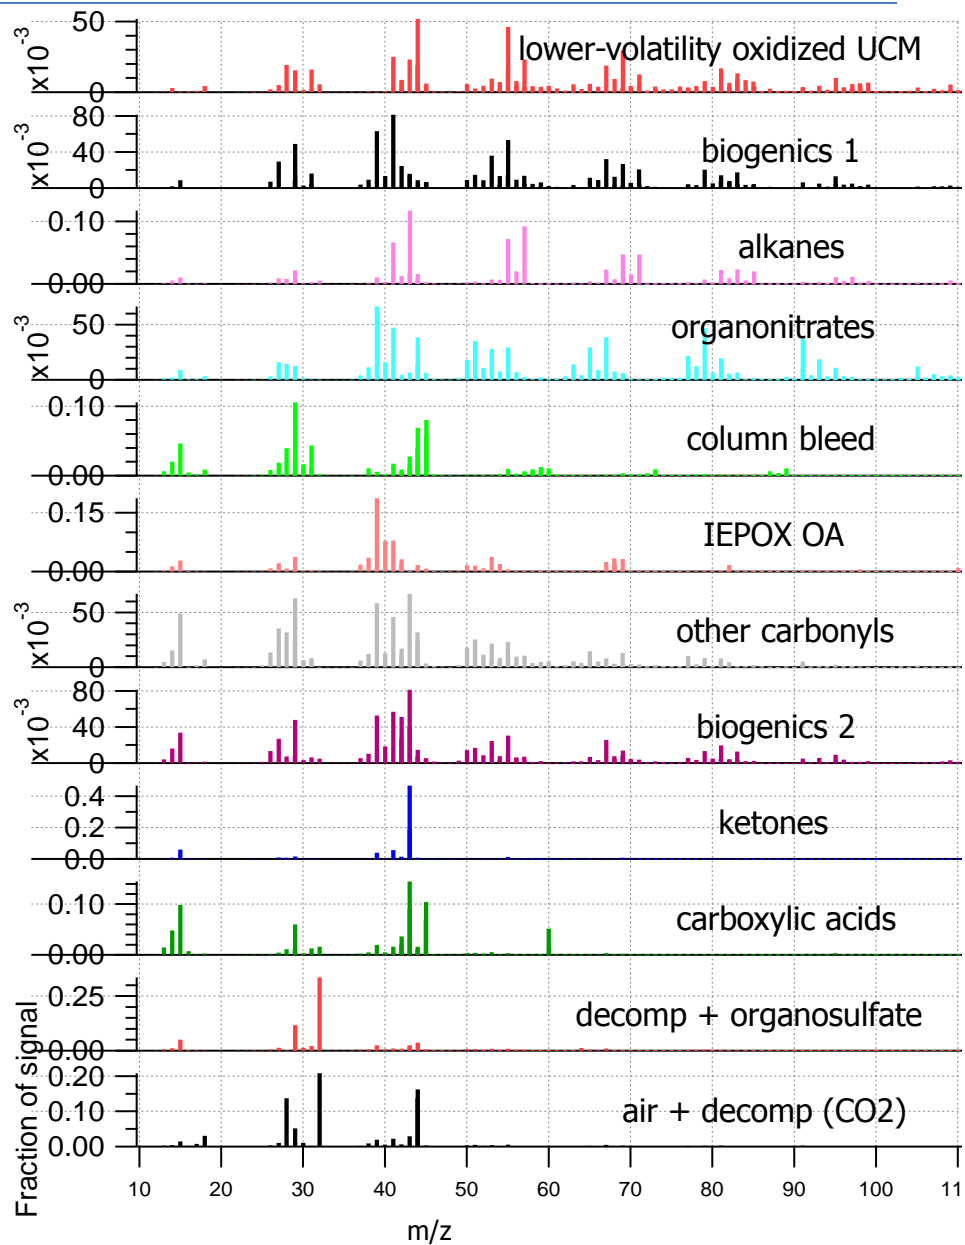 50
0
x10-3
lower-volatility oxidized UCM
80
40
0
x10-3
biogenics 1
0.10
0.00
alkanes
50
0
x10-3
organonitrates
0.10
0.00
column bleed
0.15
0.00
IEPOX OA
50
0
x10-3
other carbonyls
80
40
0
x10-3
biogenics 2
0.4
0.2
0.0
ketones
0.10
0.00
carboxylic acids
0.25
0.00
decomp + organosulfate
0.20
0.10
0.00
air + decomp (CO2)
Fraction of signal
10 20 30 40 50 60 70 80 90 100 11
m/z